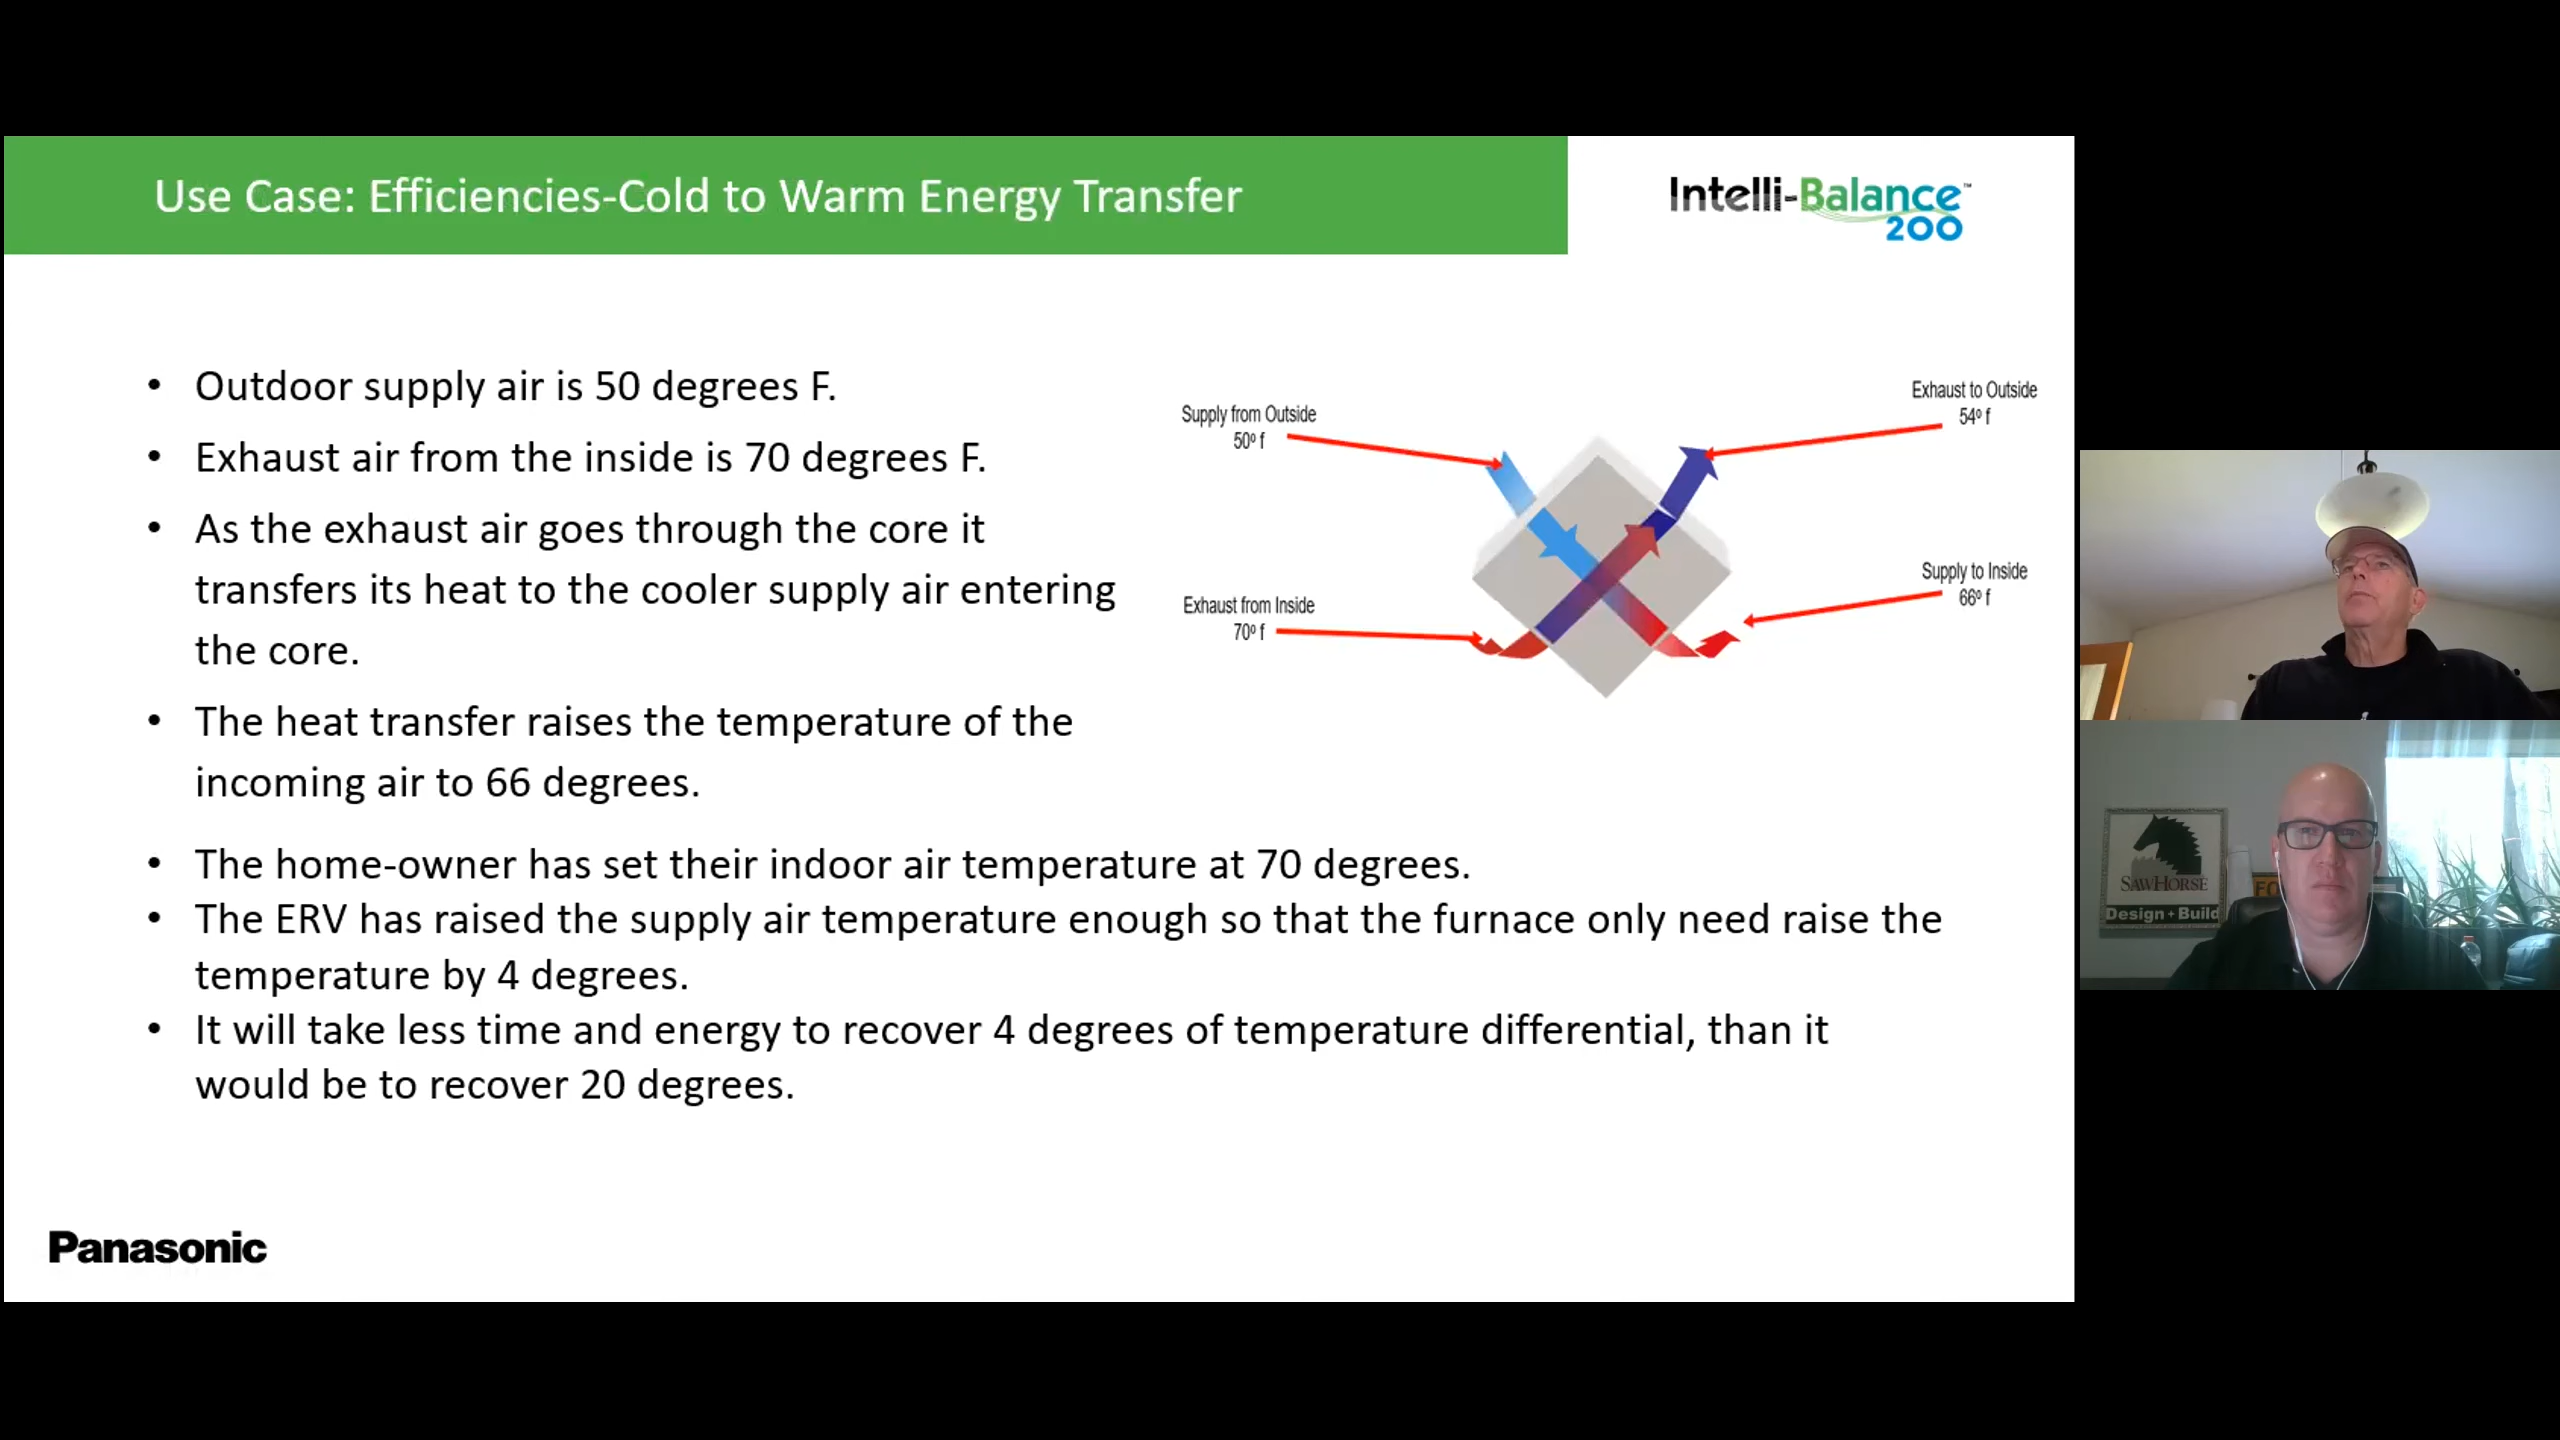 Use Case: Efficiencies-Cold to Warm Energy Transfer
Intelli-Balance™
200
• Outdoor supply air is 50 degrees F.
• Exhaust air from the inside is 70 degrees F.
• As the exhaust air goes through the core it
transfers its heat to the cooler supply air entering
the core.
• The heat transfer raises the temperature of the
incoming air to 66 degrees.
Supply from Outside
50º f
Exhaust to Outside
54º f
Exhaust from Inside
70º f
Supply to Inside
66º f
• The home-owner has set their indoor air temperature at 70 degrees.
• The ERV has raised the supply air temperature enough so that the furnace only need raise the
temperature by 4 degrees.
• It will take less time and energy to recover 4 degrees of temperature differential, than it
would be to recover 20 degrees.
Panasonic
SAWHORSE
Design + Build